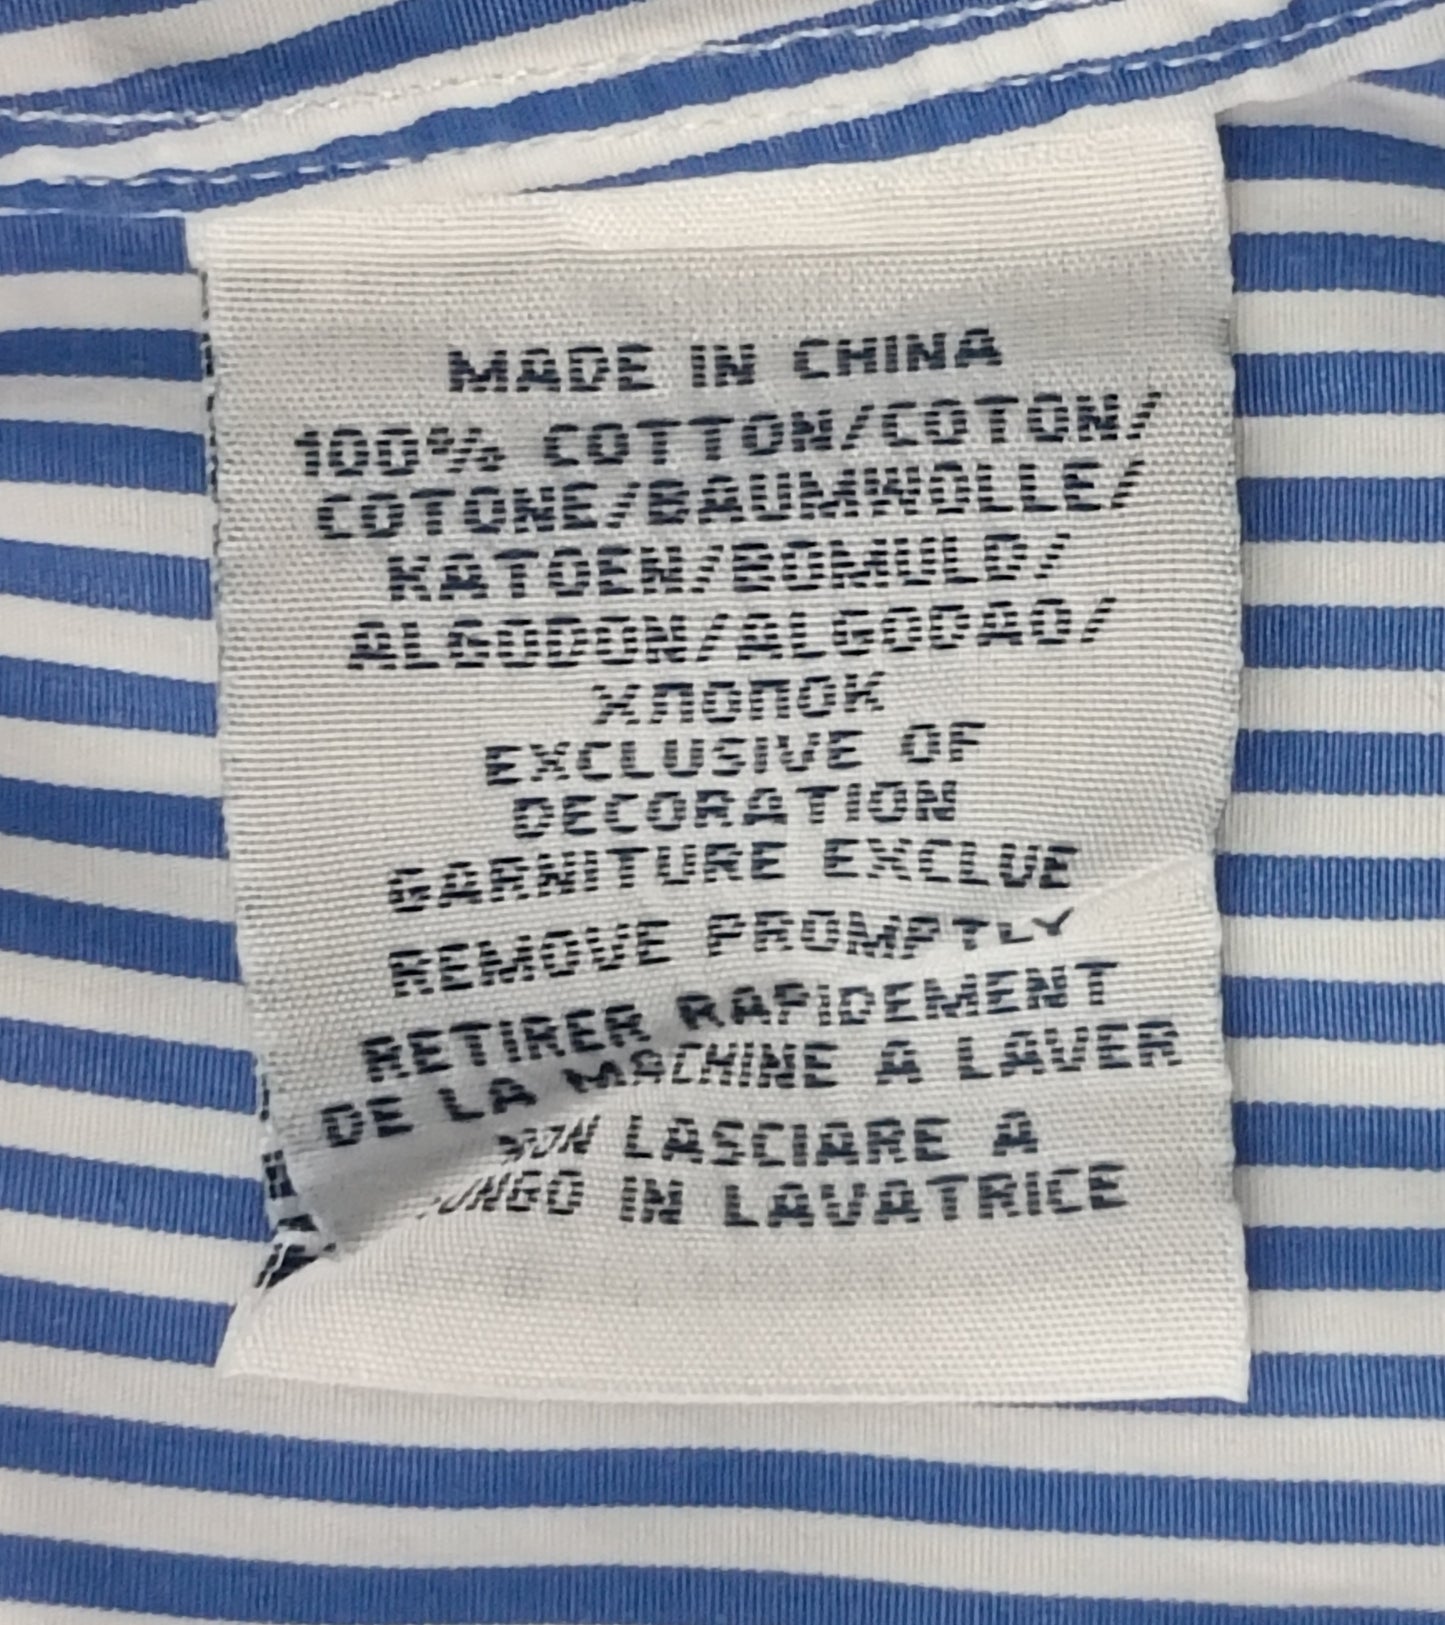 MADE IN CHINA
100% COTTON/COTON/
COTONE/BAUMWOLLE/
KATOEN/BOMULD/
ALGODON/ALGODAO/
ХЛОПОК
EXCLUSIVE OF
DECORATION
GARNITURE EXCLUE
REMOVE PROMPTLY
RETIRER RAPIDEMENT
DE LA MACHINE A LAVER
NON LASCIARE A
IN LAVATRICE